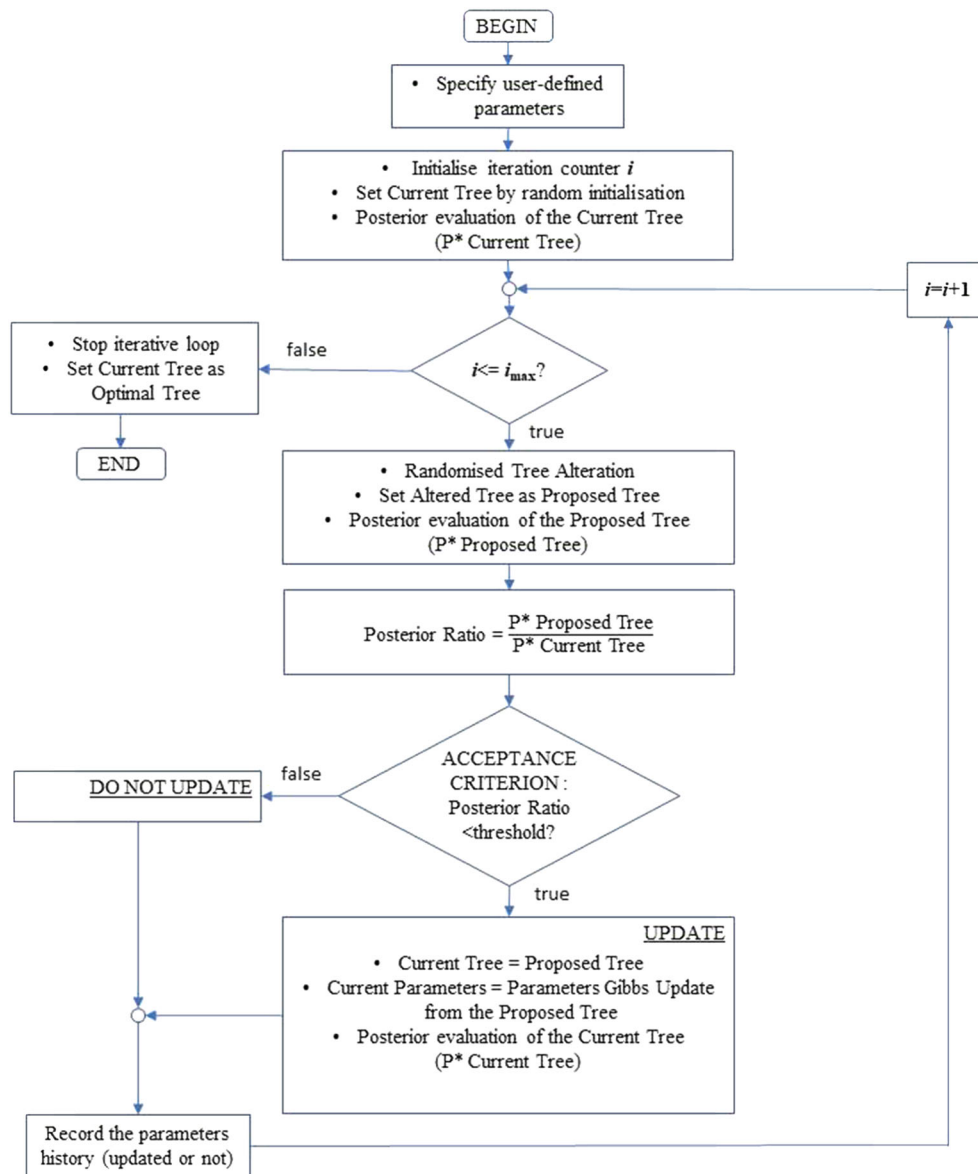 BEGIN
• Specify user-defined
parameters
• Initialise iteration counter i
• Set Current Tree by random initialisation
• Posterior evaluation of the Current Tree
(P* Current Tree)
i=i+1
• Stop iterative loop
• Set Current Tree as
Optimal Tree
false
i<= imax?
true
END
• Randomised Tree Alteration
• Set Altered Tree as Proposed Tree
• Posterior evaluation of the Proposed Tree
(P* Proposed Tree)
Posterior Ratio = P* Proposed Tree
P* Current Tree
ACCEPTANCE
CRITERION :
Posterior Ratio
<threshold?
false
DO NOT UPDATE
true
UPDATE
• Current Tree = Proposed Tree
• Current Parameters = Parameters Gibbs Update
from the Proposed Tree
• Posterior evaluation of the Current Tree
(P* Current Tree)
Record the parameters
history (updated or not)